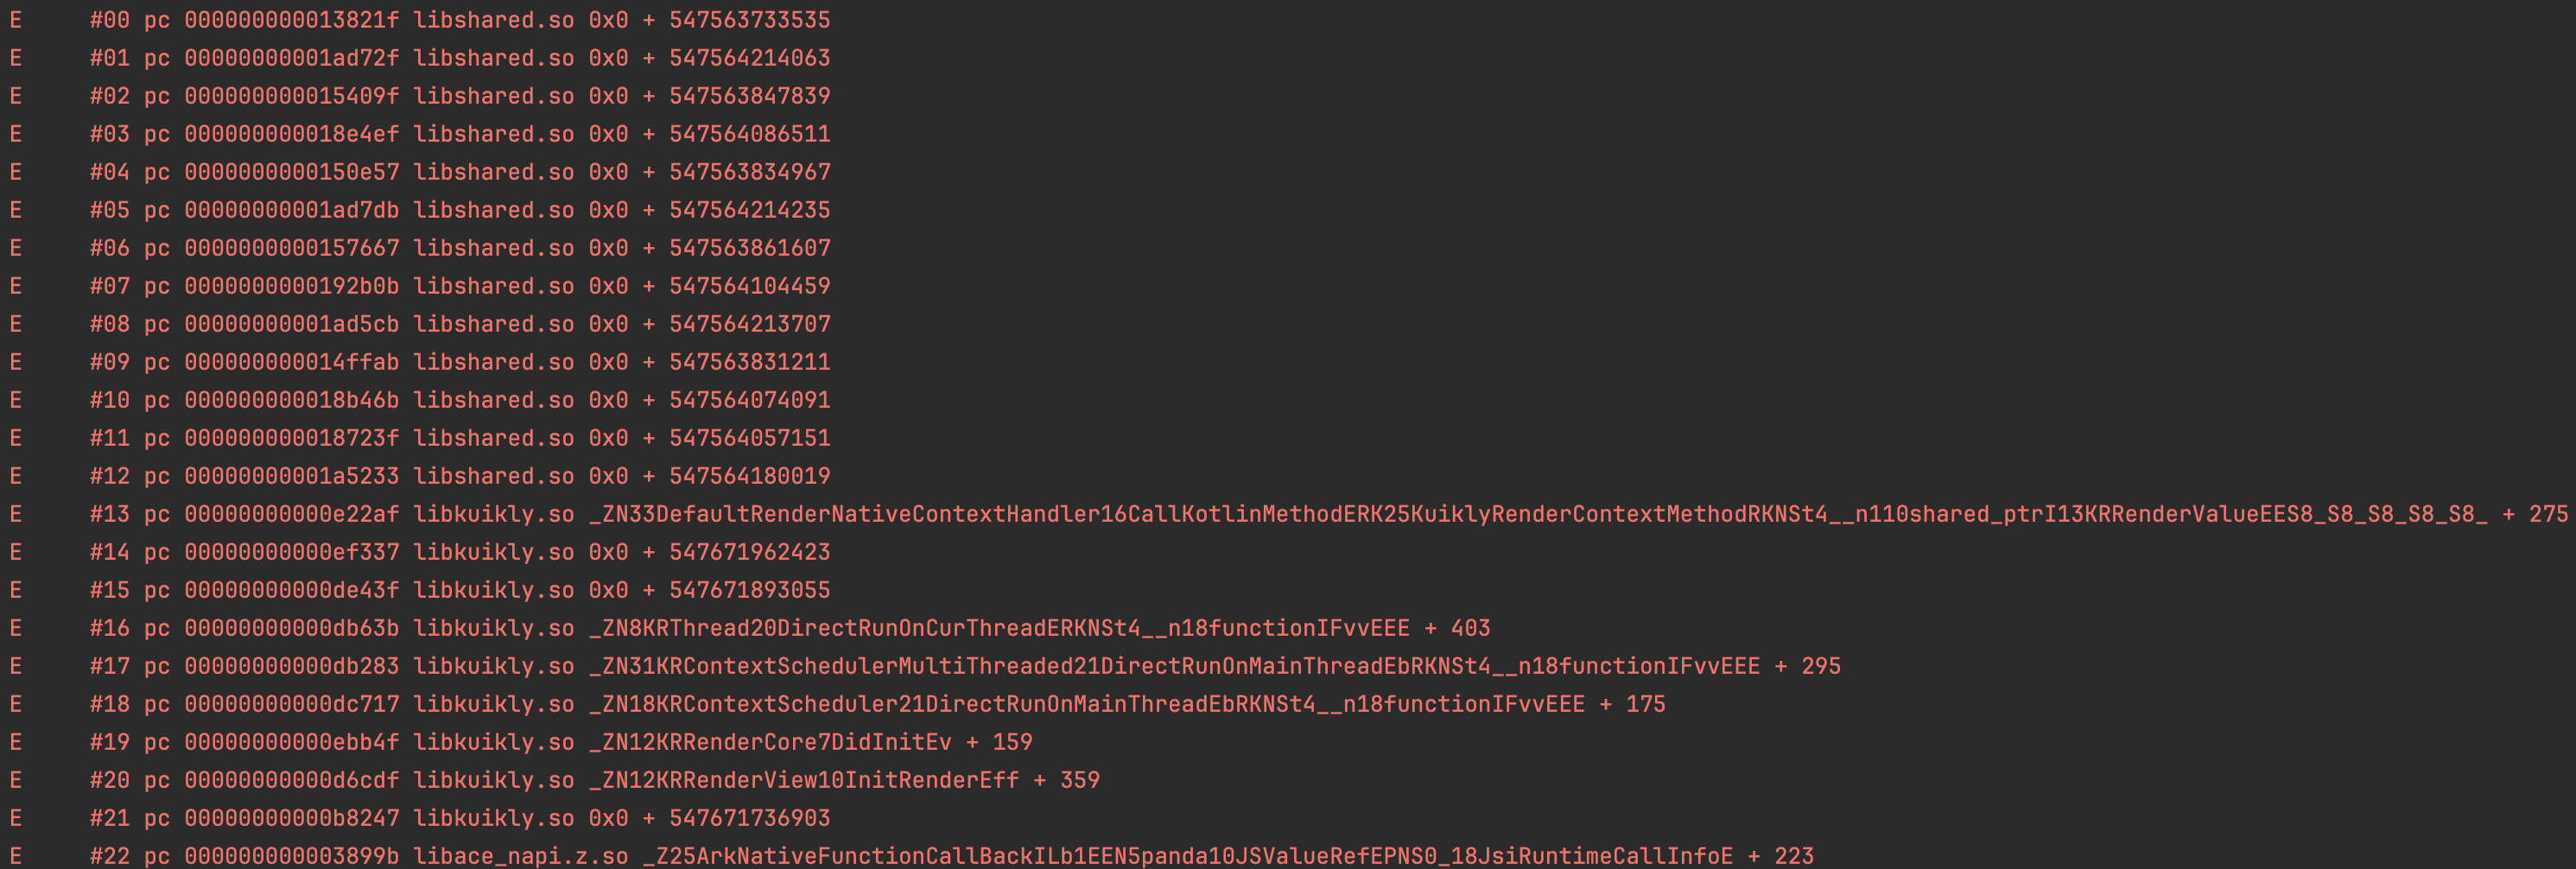 E     #00 pc 000000000013821f libshared.so 0x0 + 547563733535
E     #01 pc 00000000001ad72f libshared.so 0x0 + 547564214063
E     #02 pc 000000000015409f libshared.so 0x0 + 547563847839
E     #03 pc 000000000018e4ef libshared.so 0x0 + 547564086511
E     #04 pc 0000000000150e57 libshared.so 0x0 + 547563834967
E     #05 pc 00000000001ad7db libshared.so 0x0 + 547564214235
E     #06 pc 0000000000157667 libshared.so 0x0 + 547563861607
E     #07 pc 0000000000192b0b libshared.so 0x0 + 547564104459
E     #08 pc 00000000001ad5cb libshared.so 0x0 + 547564213707
E     #09 pc 000000000014ffab libshared.so 0x0 + 547563831211
E     #10 pc 000000000018b46b libshared.so 0x0 + 547564074091
E     #11 pc 000000000018723f libshared.so 0x0 + 547564057151
E     #12 pc 00000000001a5233 libshared.so 0x0 + 547564180019
E     #13 pc 00000000000e22af libkuikly.so _ZN33DefaultRenderNativeContextHandler16CallKotlinMethodERK25KuiklyRenderContextMethodRKNSt4__n110shared_ptrI13KRRenderValueEES8_S8_S8_S8_S8_ + 275
E     #14 pc 00000000000ef337 libkuikly.so 0x0 + 547671962423
E     #15 pc 00000000000de43f libkuikly.so 0x0 + 547671893055
E     #16 pc 00000000000db63b libkuikly.so _ZN8KRThread20DirectRunOnCurThreadERKNSt4__n18functionIFvvEEE + 403
E     #17 pc 00000000000db283 libkuikly.so _ZN31KRContextSchedulerMultiThreaded21DirectRunOnMainThreadEbRKNSt4__n18functionIFvvEEE + 295
E     #18 pc 00000000000dc717 libkuikly.so _ZN18KRContextScheduler21DirectRunOnMainThreadEbRKNSt4__n18functionIFvvEEE + 175
E     #19 pc 00000000000ebb4f libkuikly.so _ZN12KRRenderCore7DidInitEv + 159
E     #20 pc 00000000000d6cdf libkuikly.so _ZN12KRRenderView10InitRenderEff + 359
E     #21 pc 00000000000b8247 libkuikly.so 0x0 + 547671736903
E     #22 pc 000000000003899b libace_napi.z.so _Z25ArkNativeFunctionCallBackILb1EEN5panda10JSValueRefEPNS0_18JsiRuntimeCallInfoE + 223